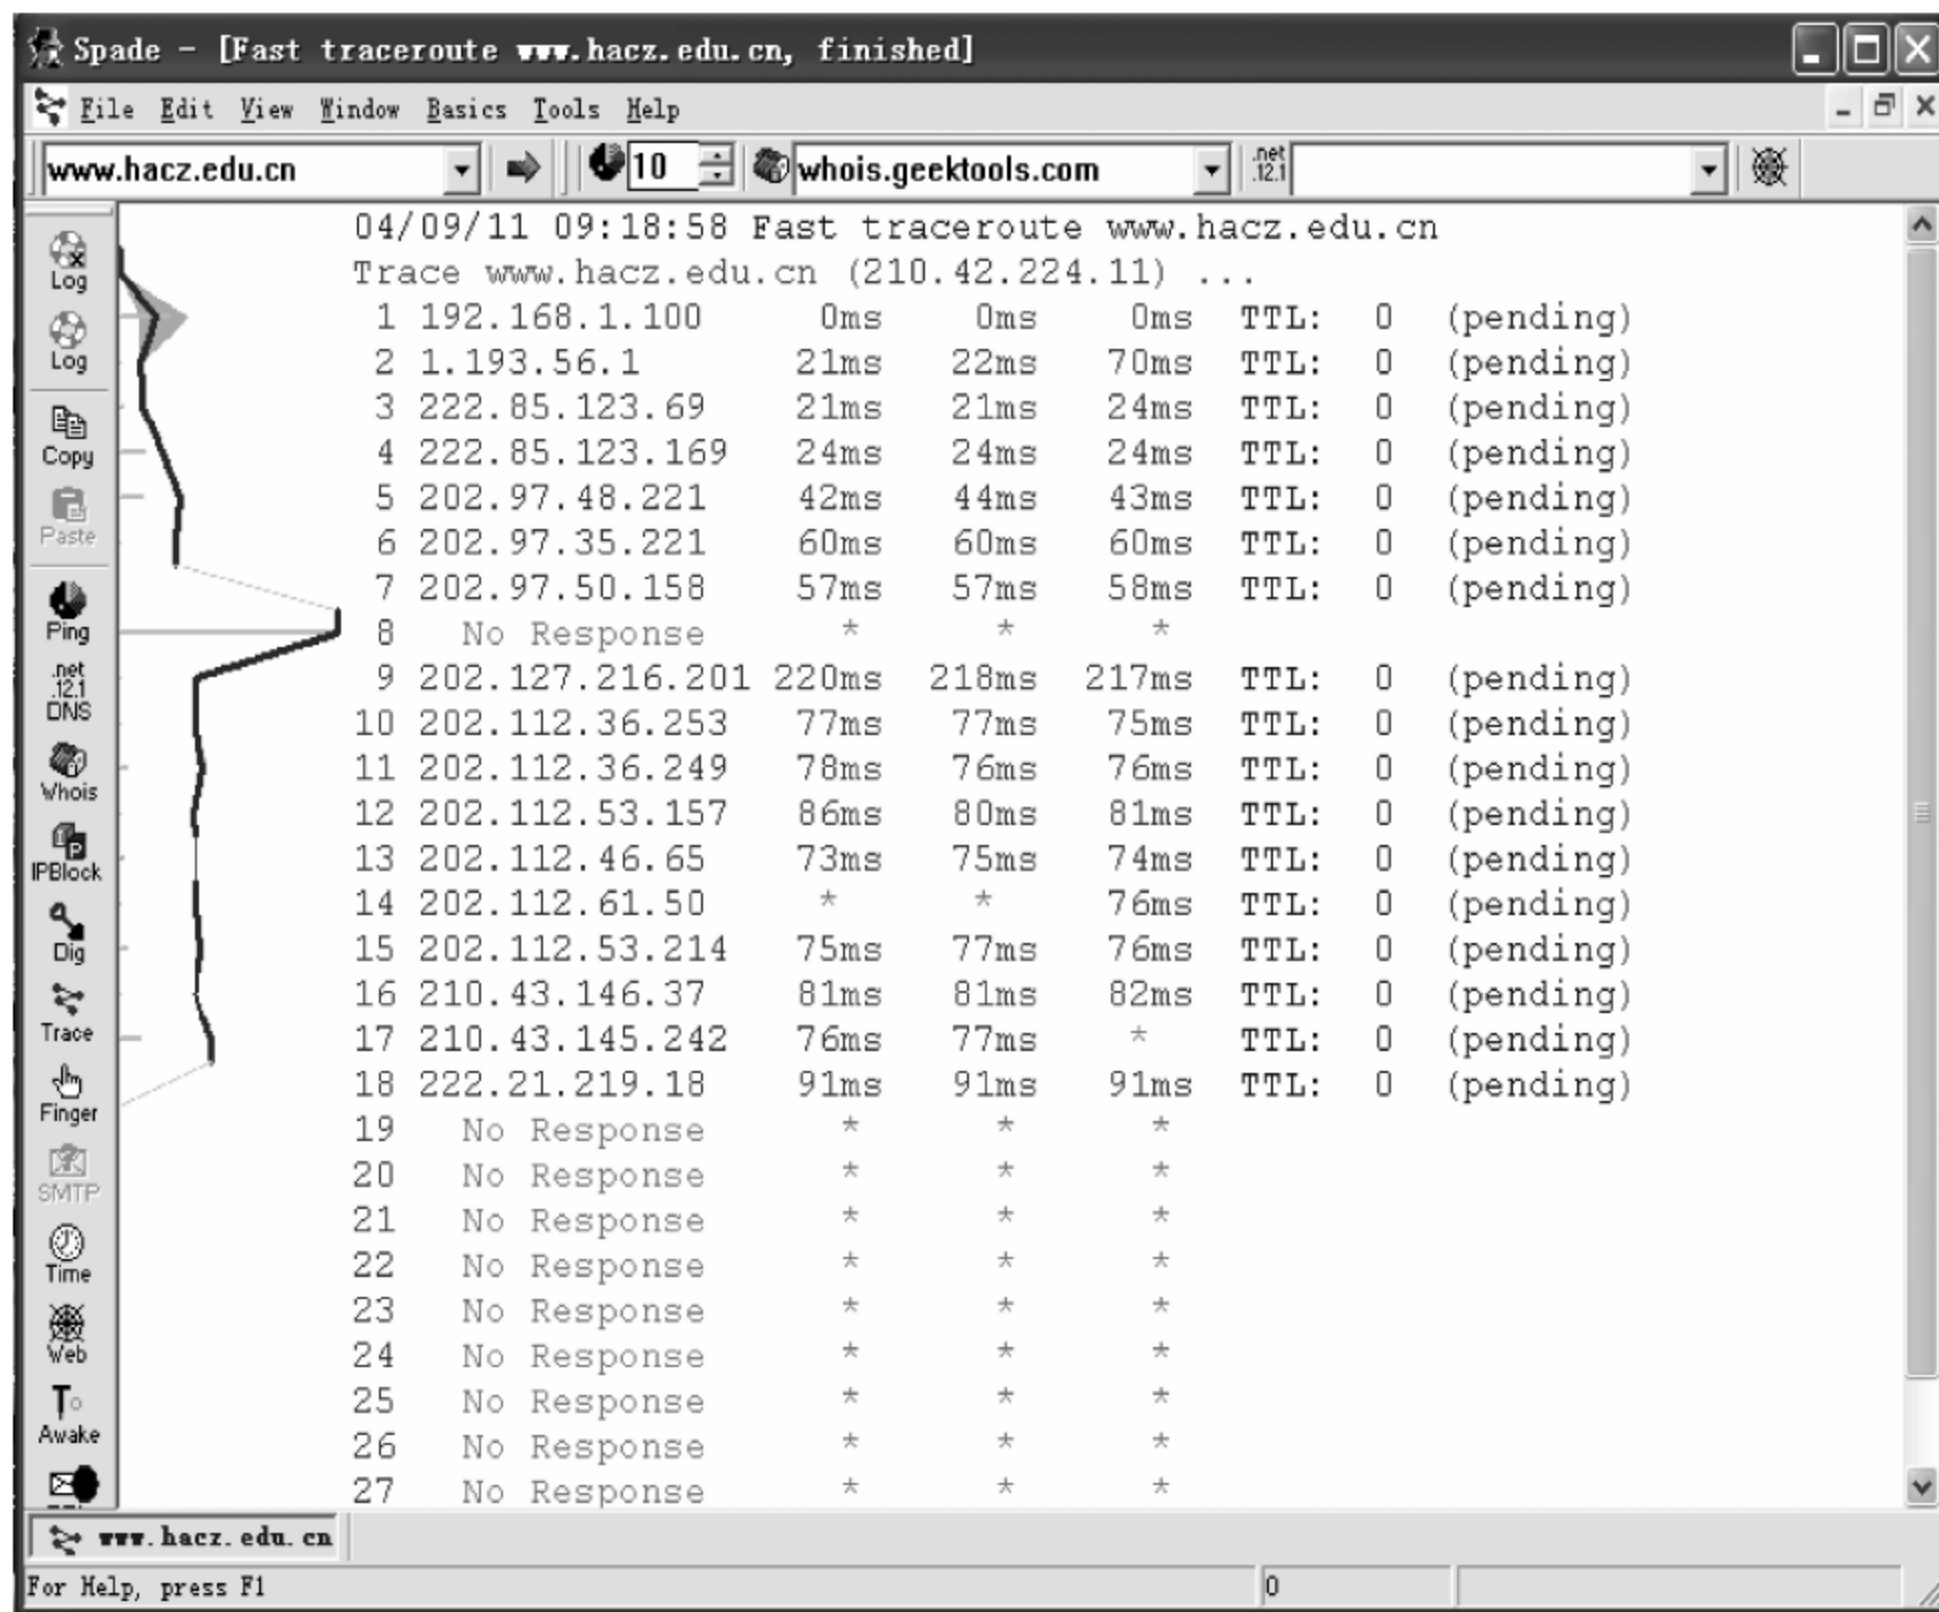 Spade - [Fast traceroute www.hacz.edu.cn, finished]
File Edit View Window Basics Tools Help
www.hacz.edu.cn 10 whois.geektools.com .net .12.1
04/09/11 09:18:58 Fast traceroute www.hacz.edu.cn
Trace www.hacz.edu.cn (210.42.224.11) ...
1 192.168.1.100 0ms 0ms 0ms TTL: 0 (pending)
2 1.193.56.1 21ms 22ms 70ms TTL: 0 (pending)
3 222.85.123.69 21ms 21ms 24ms TTL: 0 (pending)
4 222.85.123.169 24ms 24ms 24ms TTL: 0 (pending)
5 202.97.48.221 42ms 44ms 43ms TTL: 0 (pending)
6 202.97.35.221 60ms 60ms 60ms TTL: 0 (pending)
7 202.97.50.158 57ms 57ms 58ms TTL: 0 (pending)
8 No Response * * *
9 202.127.216.201 220ms 218ms 217ms TTL: 0 (pending)
10 202.112.36.253 77ms 77ms 75ms TTL: 0 (pending)
11 202.112.36.249 78ms 76ms 76ms TTL: 0 (pending)
12 202.112.53.157 86ms 80ms 81ms TTL: 0 (pending)
13 202.112.46.65 73ms 75ms 74ms TTL: 0 (pending)
14 202.112.61.50 * * 76ms TTL: 0 (pending)
15 202.112.53.214 75ms 77ms 76ms TTL: 0 (pending)
16 210.43.146.37 81ms 81ms 82ms TTL: 0 (pending)
17 210.43.145.242 76ms 77ms * TTL: 0 (pending)
18 222.21.219.18 91ms 91ms 91ms TTL: 0 (pending)
19 No Response * * *
20 No Response * * *
21 No Response * * *
22 No Response * * *
23 No Response * * *
24 No Response * * *
25 No Response * * *
26 No Response * * *
27 No Response * * *
Log
Log
Copy
Paste
Ping
.net
.12.1
DNS
Whois
IPBlock
Dig
Trace
Finger
SMTP
Time
Web
Awake
www.hacz.edu.cn
For Help, press F1 0